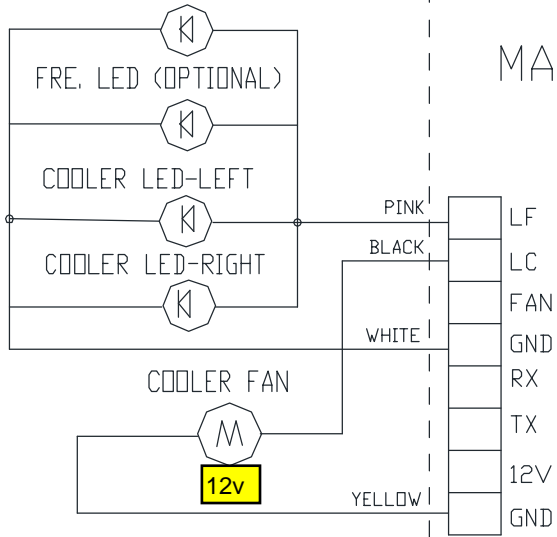 MA
FRE. LED (OPTIONAL)
COOLER LED-LEFT
PINK
LF
BLACK
LC
COOLER LED-RIGHT
FAN
WHITE
GND
RX
COOLER FAN
TX
M
12V
12v
YELLOW
GND